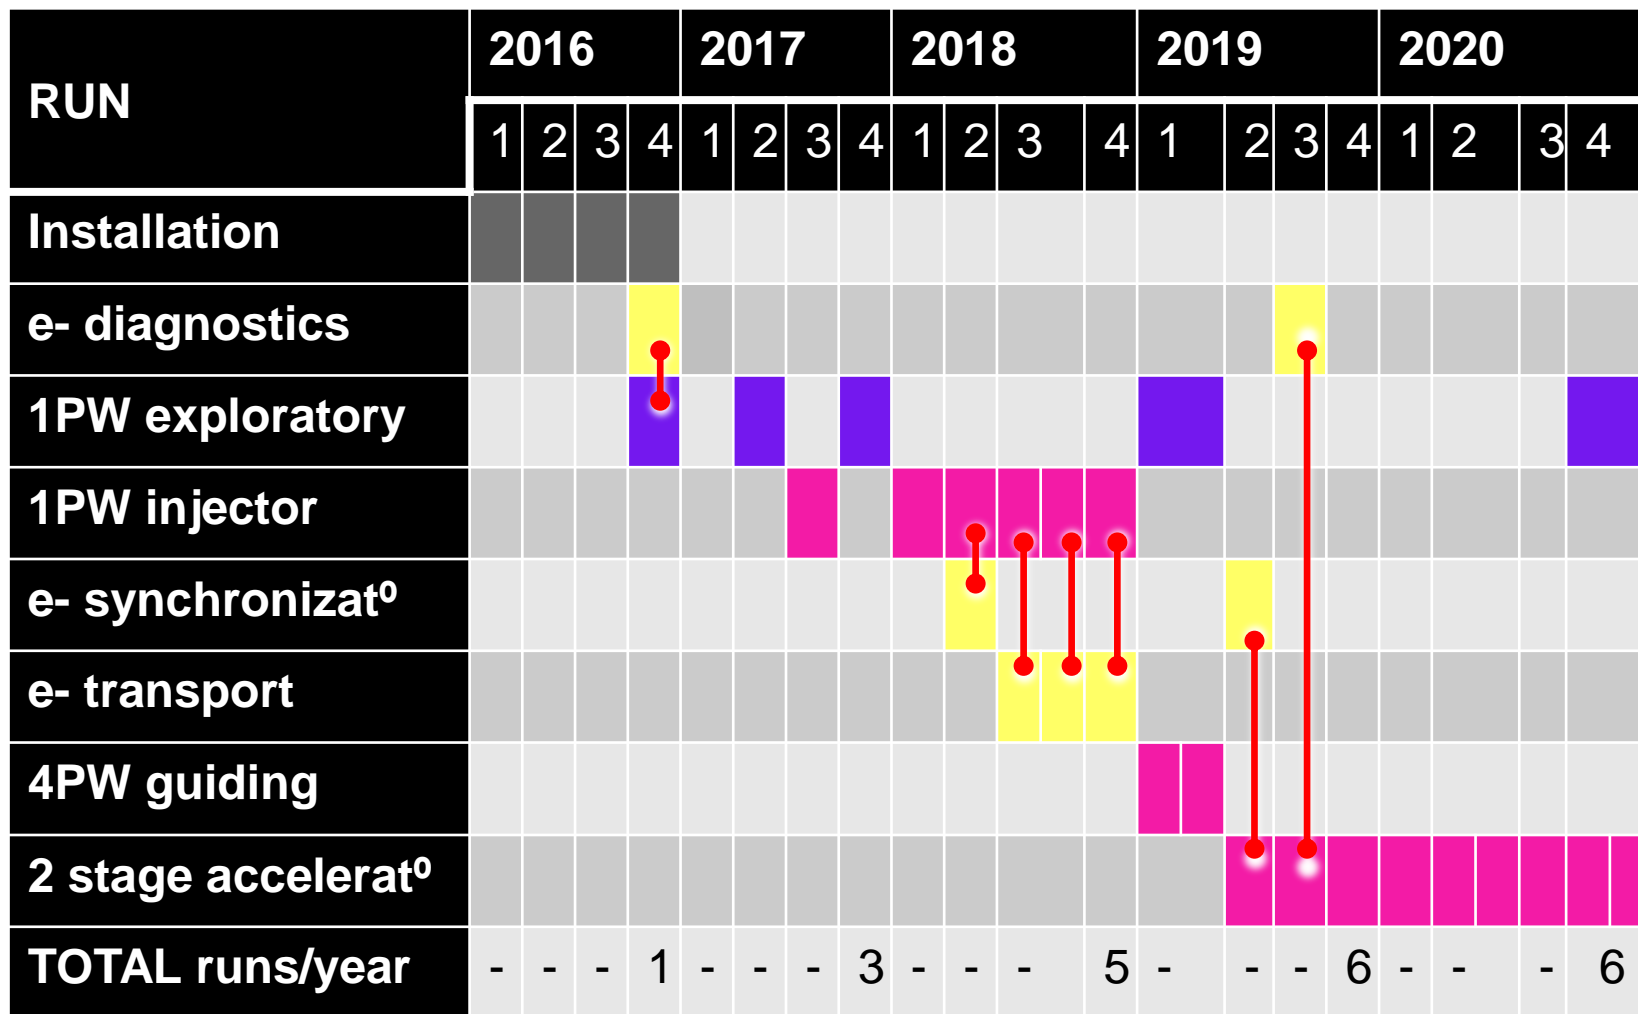 RUN 2016 2017 2018 2019 2020
1 2 3 4 1 2 3 4 1 2 3 4 1 2 3 4 1 2 3 4
Installation
e- diagnostics
1PW exploratory
1PW injector
e- synchronizatº
e- transport
4PW guiding
2 stage acceleratº
TOTAL runs/year - - - 1 - - - 3 - - - 5 - - - 6 - - - 6